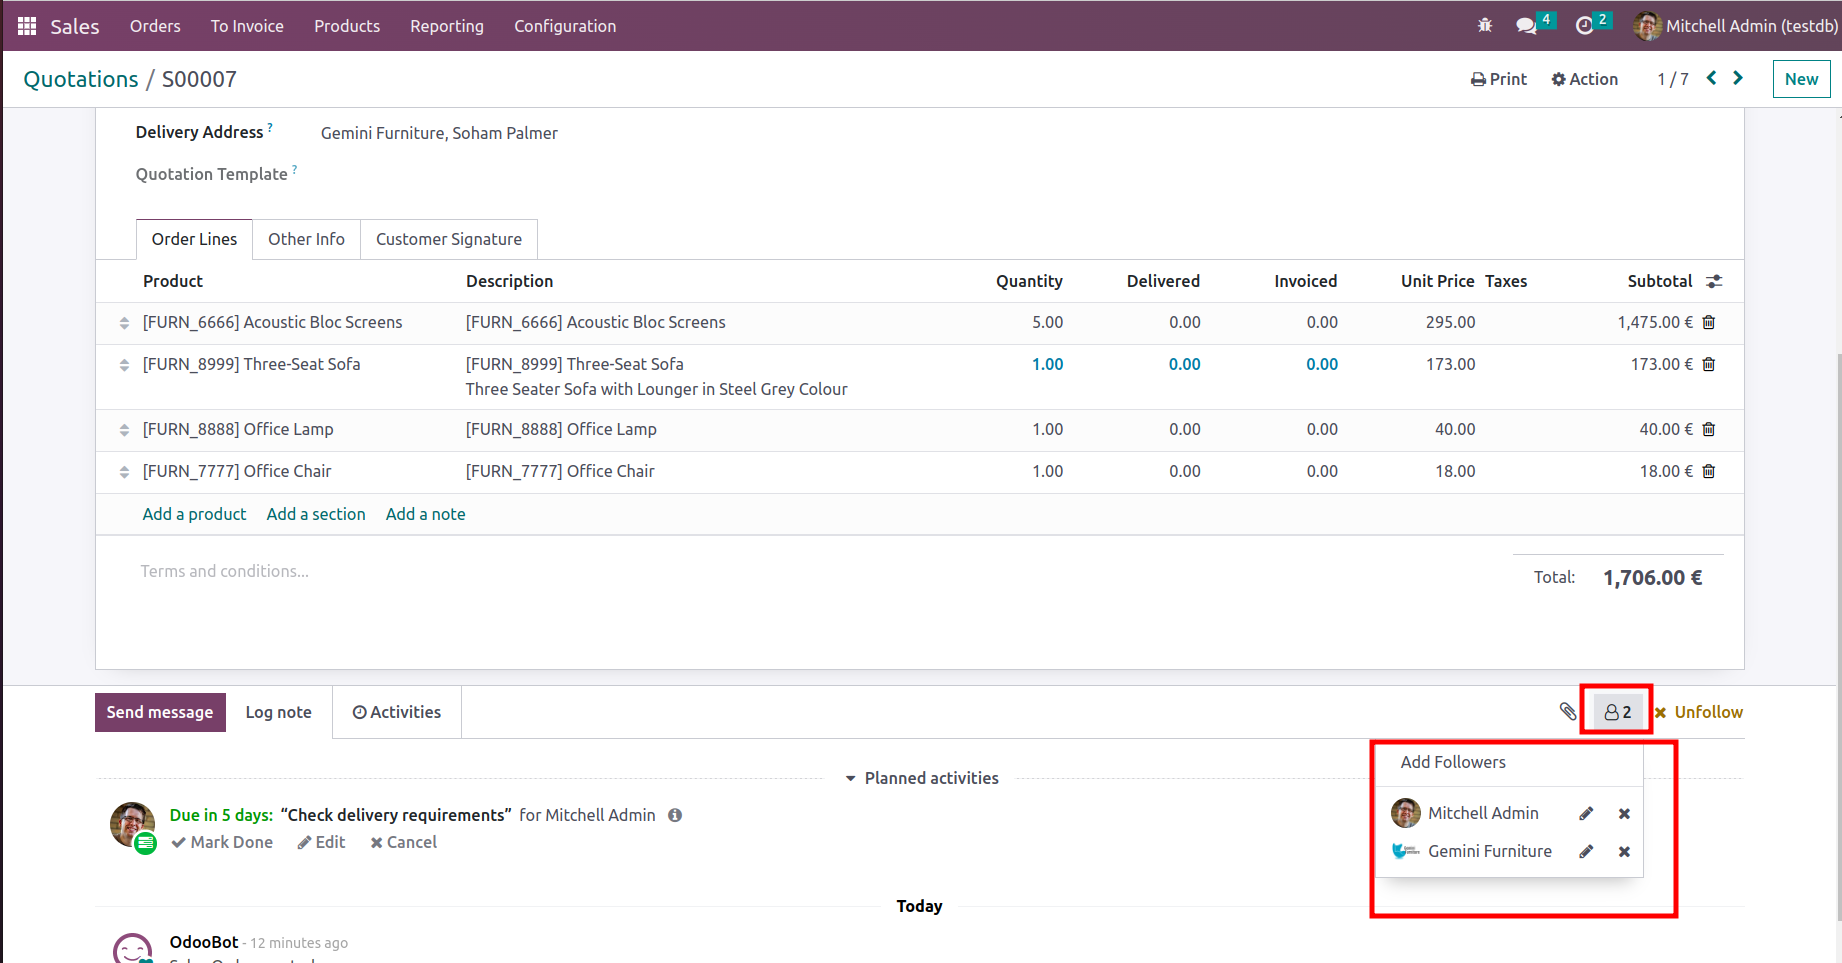 Sales Orders To Invoice Products Reporting Configuration 4 2 Mitchell Admin (testdb)
Quotations / S00007 Print Action 1 / 7 New
Delivery Address ? Gemini Furniture, Soham Palmer
Quotation Template ?
Order Lines Other Info Customer Signature
Product Description Quantity Delivered Invoiced Unit Price Taxes Subtotal
[FURN_6666] Acoustic Bloc Screens [FURN_6666] Acoustic Bloc Screens 5.00 0.00 0.00 295.00 1,475.00 €
[FURN_8999] Three-Seat Sofa [FURN_8999] Three-Seat Sofa 1.00 0.00 0.00 173.00 173.00 €
Three Seater Sofa with Lounger in Steel Grey Colour
[FURN_8888] Office Lamp [FURN_8888] Office Lamp 1.00 0.00 0.00 40.00 40.00 €
[FURN_7777] Office Chair [FURN_7777] Office Chair 1.00 0.00 0.00 18.00 18.00 €
Add a product Add a section Add a note
Terms and conditions...
Total: 1,706.00 €
Send message Log note Activities 2 Unfollow
Add Followers
Planned activities
Mitchell Admin
Due in 5 days: “Check delivery requirements” for Mitchell Admin
Mark Done Edit Cancel
Gemini Furniture
Today
OdooBot - 12 minutes ago